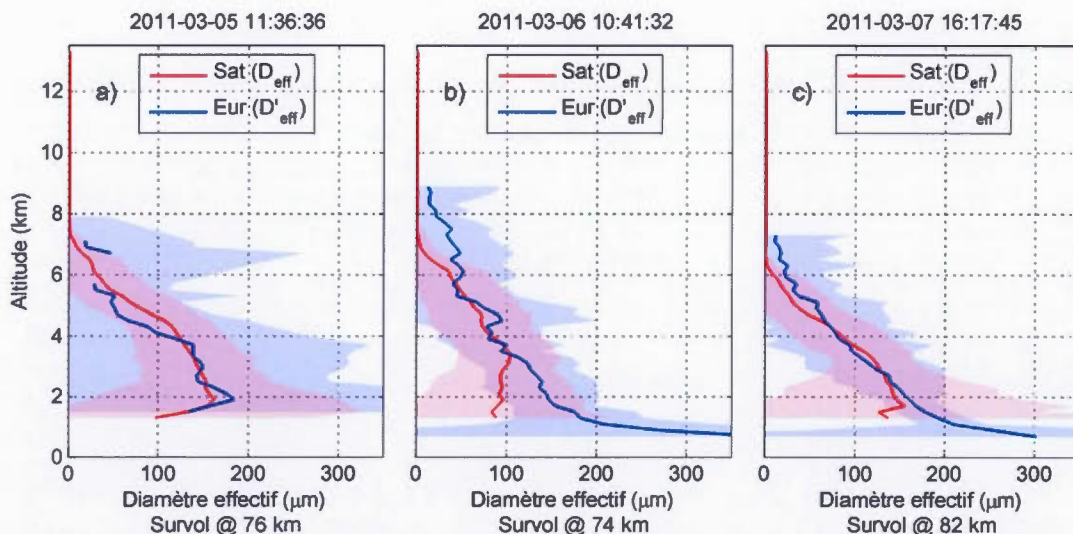 2011-03-05 11:36:36
2011-03-06 10:41:32
2011-03-07 16:17:45
a)
Sat (Deff)
Eur (D'eff)
b)
Sat (Deff)
Eur (D'eff)
c)
Sat (Deff)
Eur (D'eff)
Altitude (km)
12
10
8
6
4
2
0
0 100 200 300
0 100 200 300
0 100 200 300
Diamètre effectif (µm)
Survol @ 76 km
Diamètre effectif (µm)
Survol @ 74 km
Diamètre effectif (µm)
Survol @ 82 km